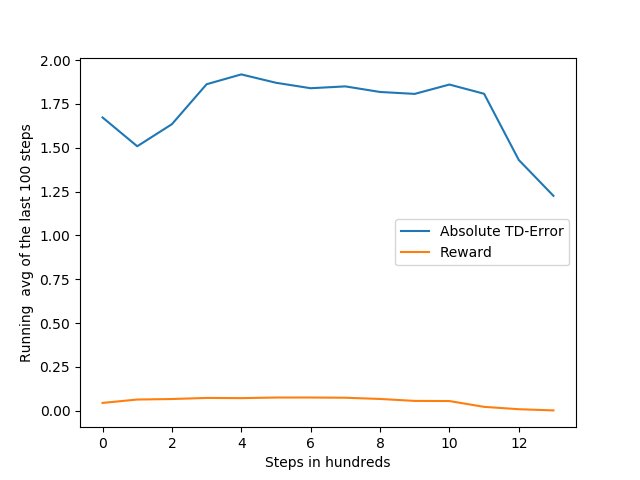 2.00
1.75
1.50
1.25
1.00
0.75
0.50
0.25
0.00
Running  avg of the last 100 steps
Absolute TD-Error
Reward
0 2 4 6 8 10 12
Steps in hundreds